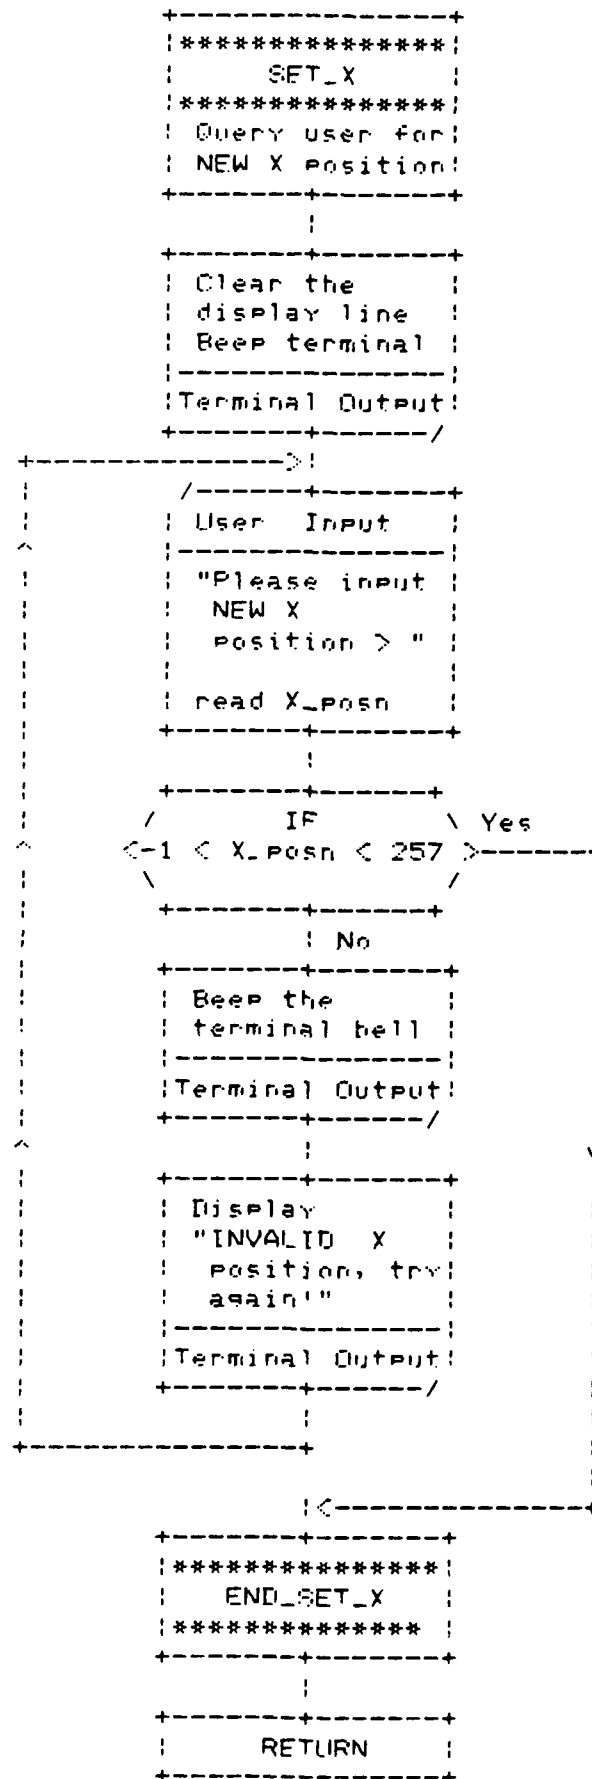 ***************
SET_X
***************
Query user for
NEW X position
Clear the
display line
Beep terminal
Terminal Output
User Input
"Please input
NEW X
position > "
read X_posn
IF
Yes
-1 < X_posn < 257
No
Beep the
terminal bell
Terminal Output
Display
"INVALID X
position, try
again!"
Terminal Output
***************
END_SET_X
**************
RETURN